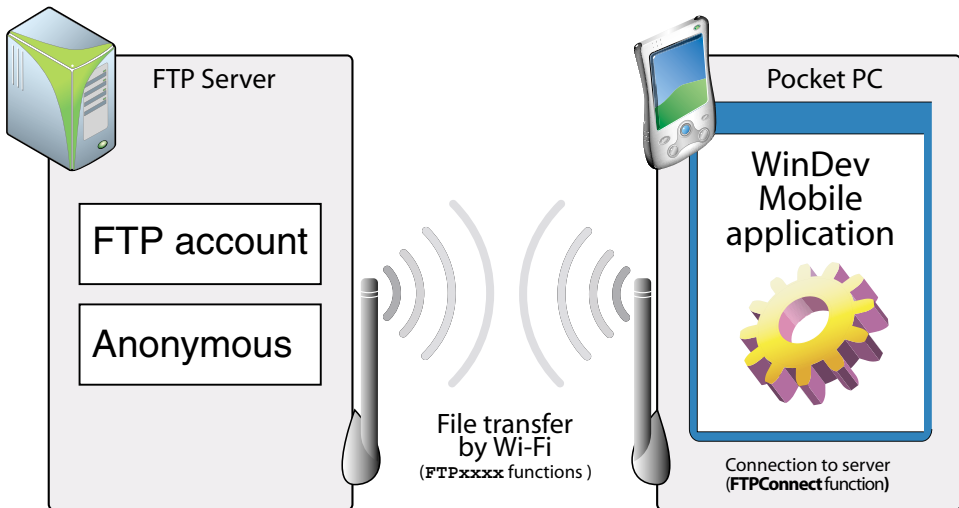 FTP Server
FTP account
Anonymous
File transfer
by Wi-Fi
(FTPxxxx functions )
Pocket PC
WinDev
Mobile
application
Connection to server
(FTPConnect function)